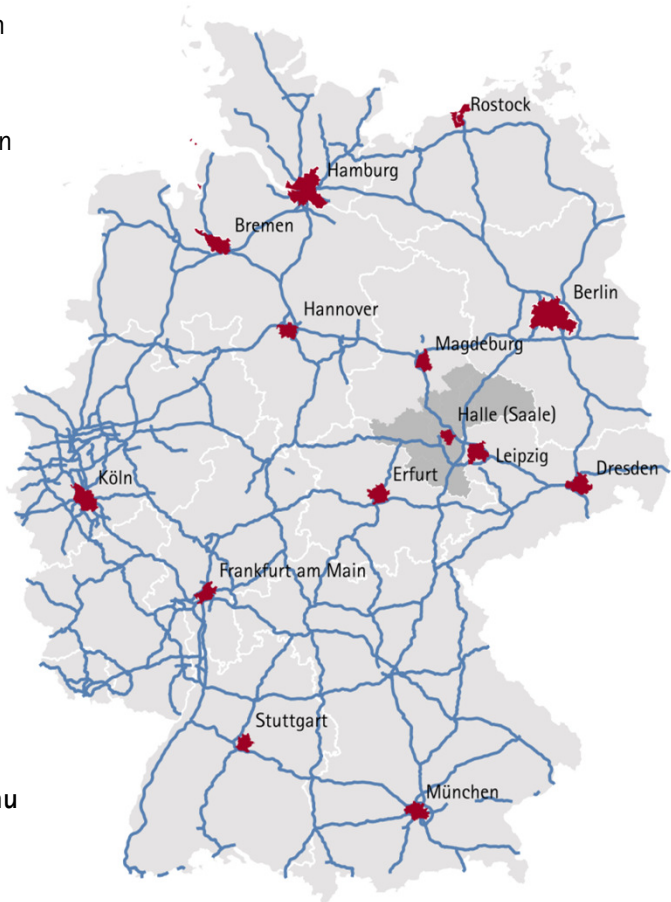 n
Rostock
n
Hamburg
Bremen
Berlin
Hannover
Magdeburg
Halle (Saale)
Leipzig
Erfurt
Dresden
Köln
Frankfurt am Main
Stuttgart
München